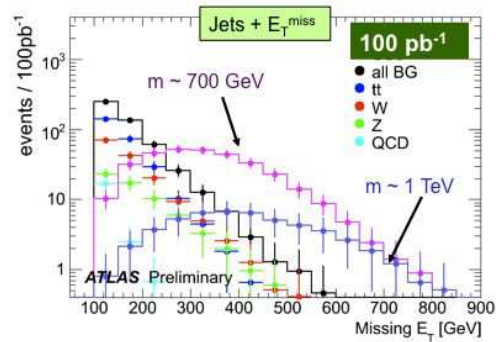 Jets + E_T^miss
100 pb⁻¹
all BG
tt
W
Z
QCD
m ~ 700 GeV
m ~ 1 TeV
ATLAS Preliminary
events / 100pb⁻¹
10³
10²
10
1
100 200 300 400 500 600 700 800 900
Missing E_T [GeV]